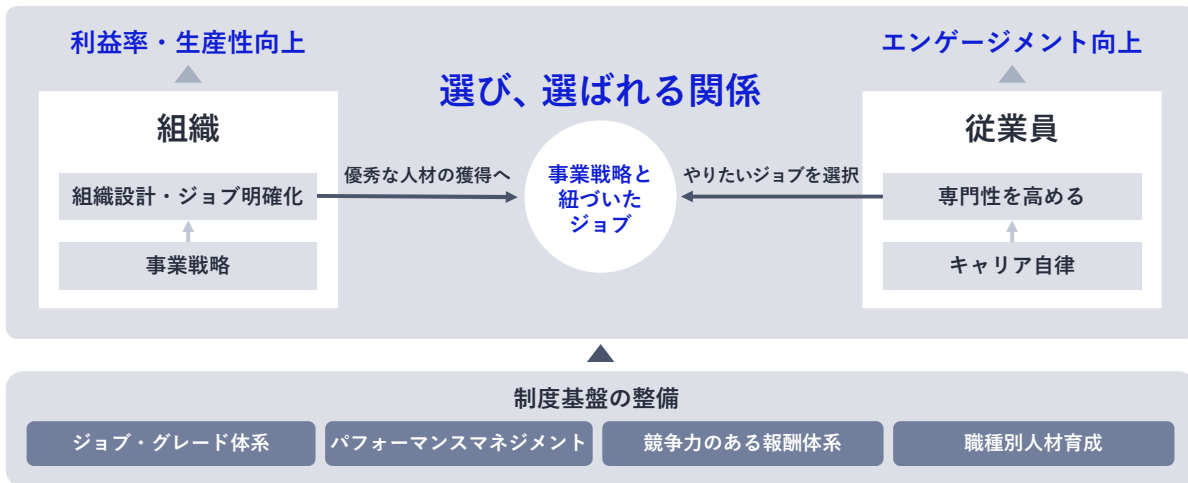 利益率・生産性向上
エンゲージメント向上
選び、選ばれる関係
組織
組織設計・ジョブ明確化
事業戦略
優秀な人材の獲得へ
事業戦略と
紐づいた
ジョブ
やりたいジョブを選択
従業員
専門性を高める
キャリア自律
制度基盤の整備
ジョブ・グレード体系
パフォーマンスマネジメント
競争力のある報酬体系
職種別人材育成